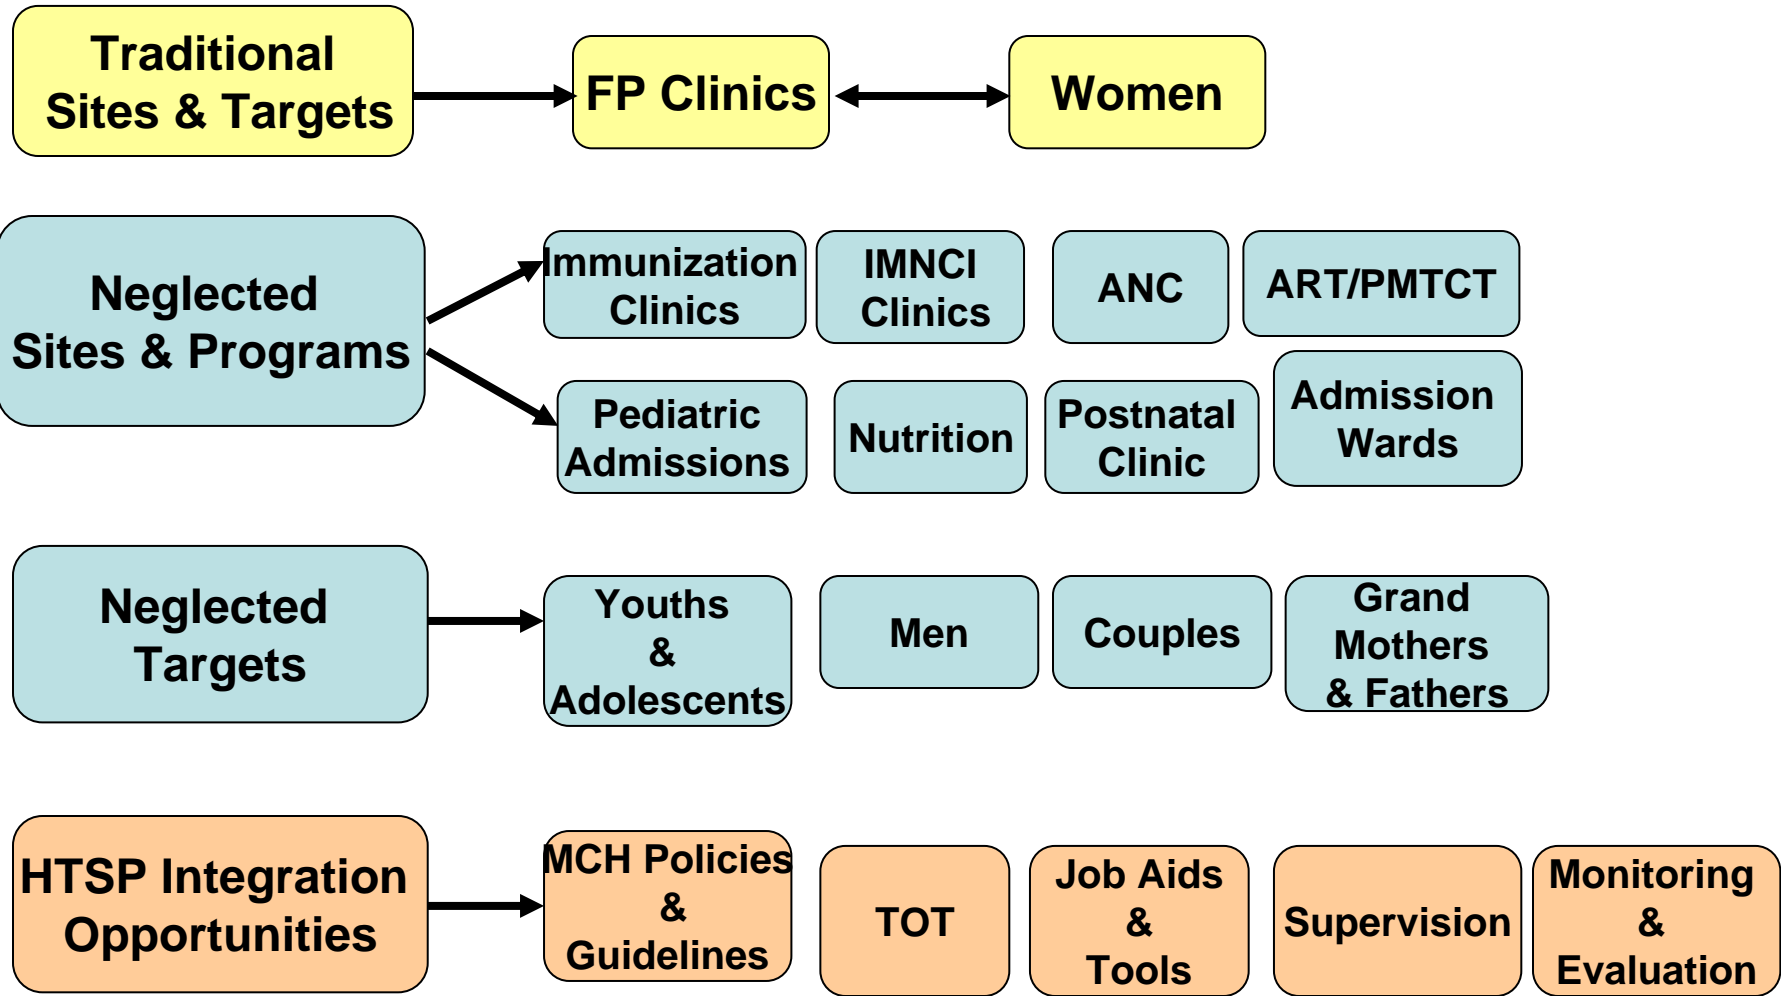 Traditional
Sites & Targets
FP Clinics
Women
Neglected
Sites & Programs
Immunization
Clinics
IMNCI
Clinics
ANC
ART/PMTCT
Pediatric
Admissions
Nutrition
Postnatal
Clinic
Admission
Wards
Neglected
Targets
Youths
&
Adolescents
Men
Couples
Grand
Mothers
& Fathers
HTSP Integration
Opportunities
MCH Policies
&
Guidelines
TOT
Job Aids
&
Tools
Supervision
Monitoring
&
Evaluation